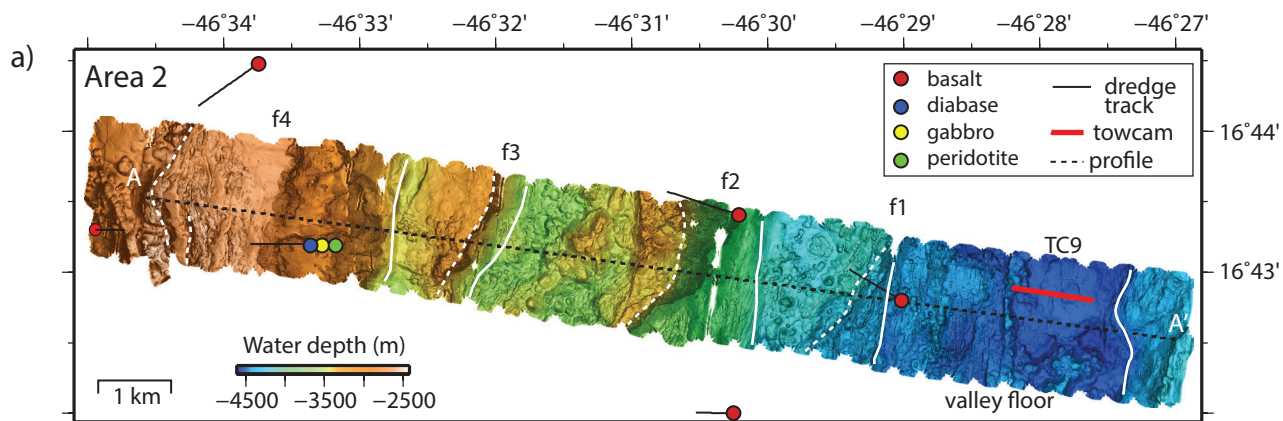 −46˚34' −46˚33' −46˚32' −46˚31' −46˚30' −46˚29' −46˚28' −46˚27'
a)
Area 2
basalt
diabase
gabbro
peridotite
dredge
track
towcam
profile
16˚44'
16˚43'
f4
f3
f2
f1
A
TC9
A'
Water depth (m)
−4500 −3500 −2500
1 km
valley floor